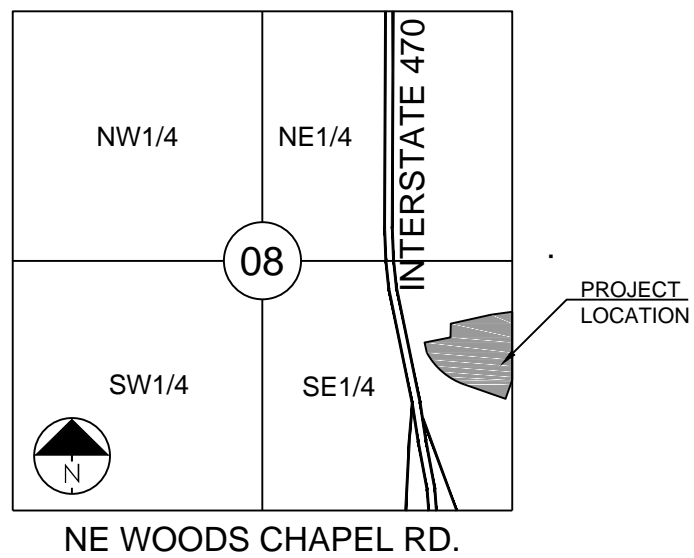 NW1/4
NE1/4
INTERSTATE 470
08
PROJECT
LOCATION
SW1/4
SE1/4
N
NE WOODS CHAPEL RD.